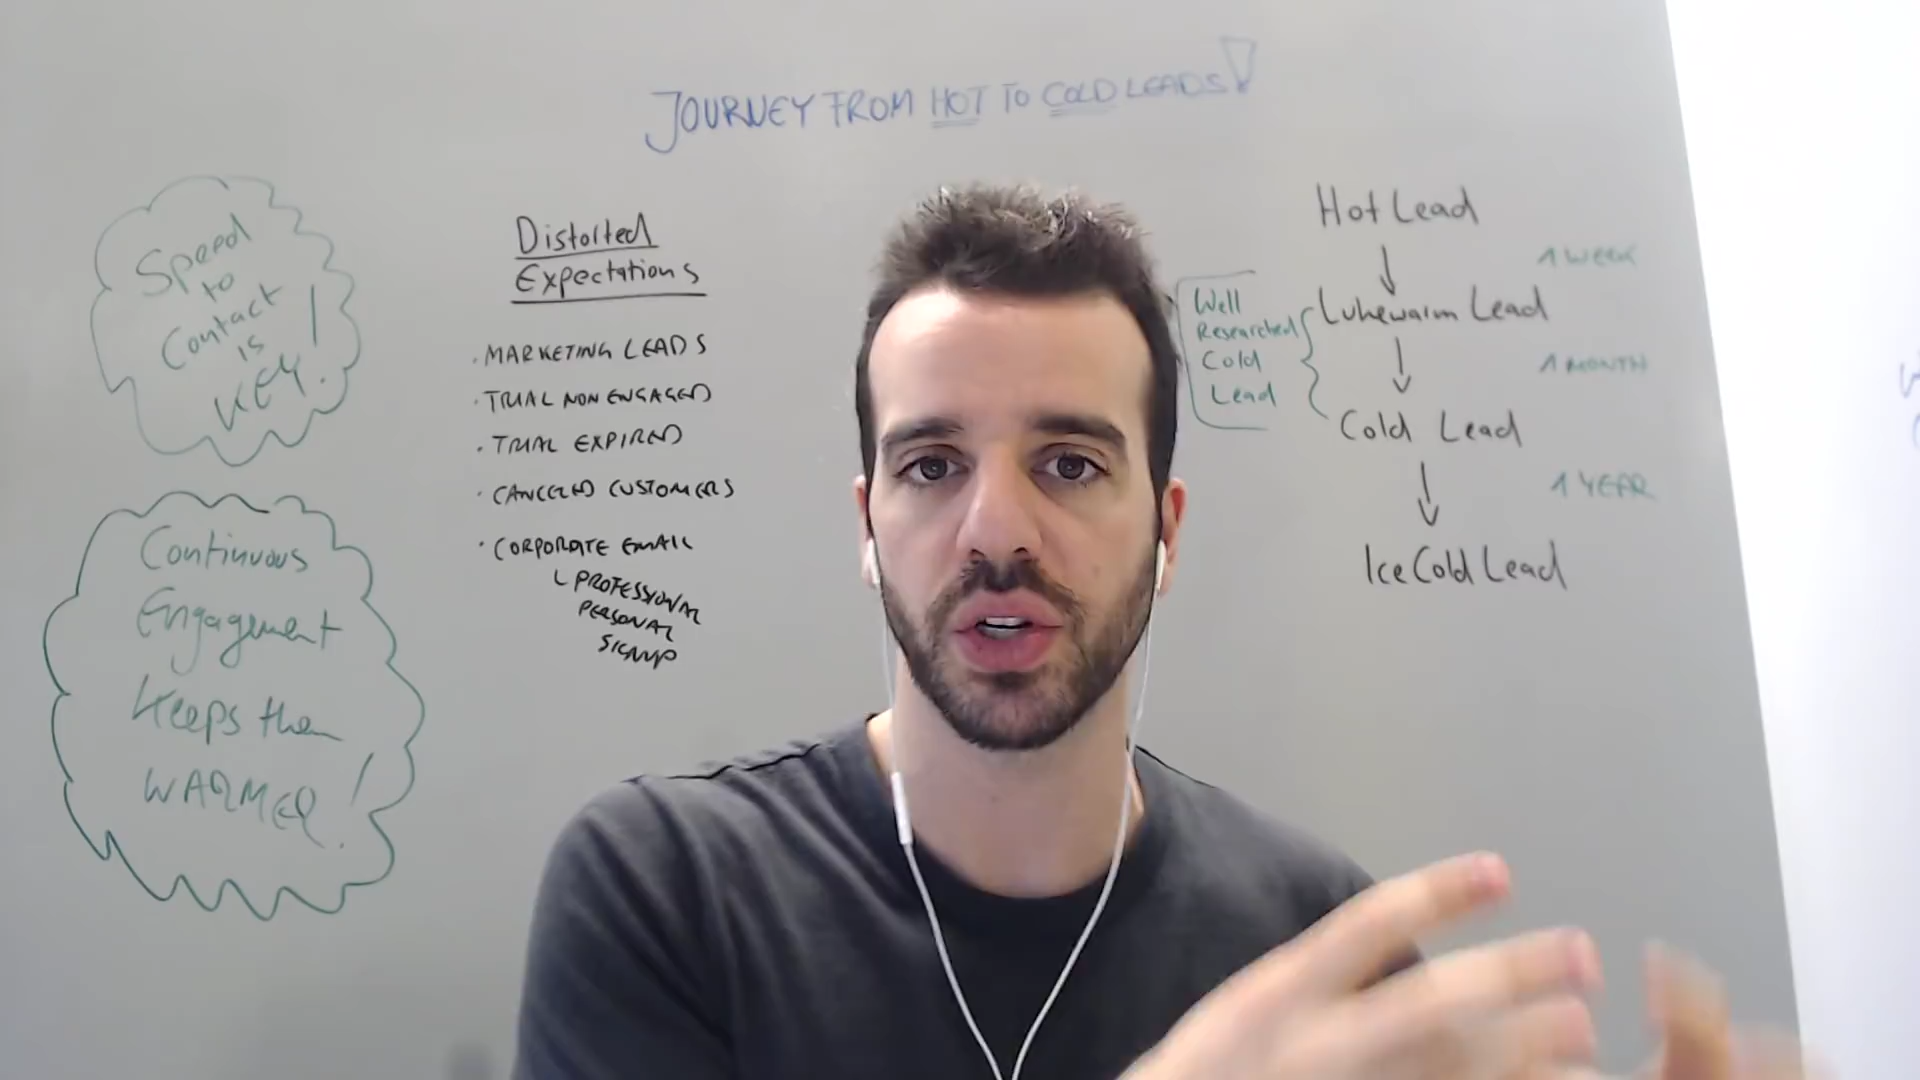 JOURNEY FROM HOT TO COLD LEADS!
Speed
to
Contact
is
KEY!
Continuous
Engagement
Keeps them
WARMER!
Distorted
Expectations
· MARKETING LEADS
· TRIAL NON ENGAGED
· TRIAL EXPIRED
· CANCELED CUSTOMERS
· CORPORATE EMAIL
L PROFESSIONAL
PERSONAL
SIGNUP
Hot Lead
↓ 1 WEEK
Lukewarm Lead
↓ 1 MONTH
Cold Lead
↓ 1 YEAR
Ice Cold Lead
Well
Researched
Cold
Lead